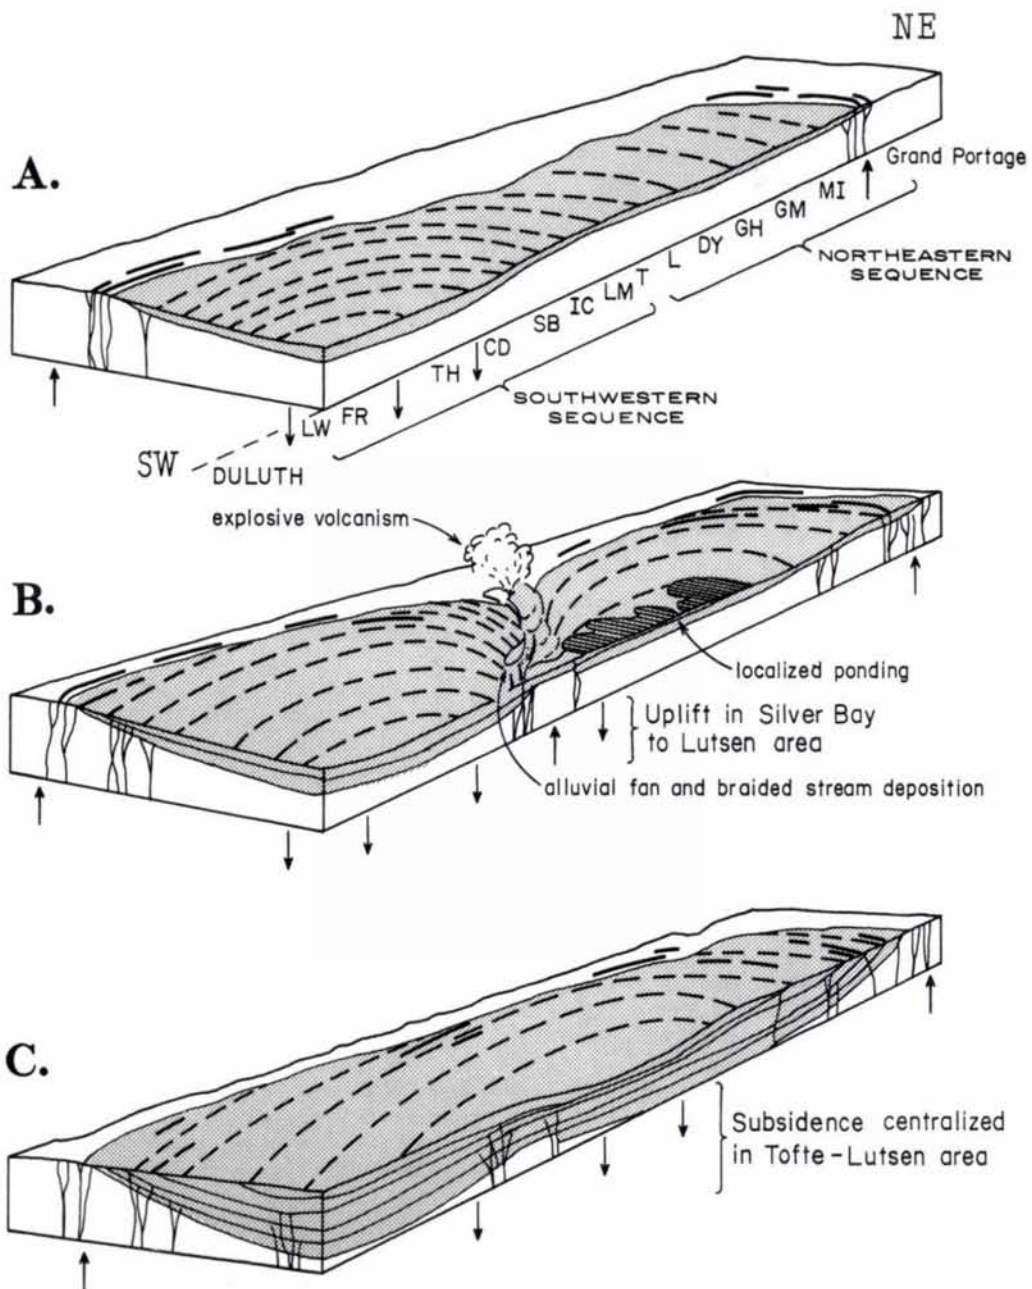 NE
A.
Grand Portage
MI
GM
GH
DY
L
T
LM
IC
SB
CD
TH
FR
LW
NORTHEASTERN
SEQUENCE
SOUTHWESTERN
SEQUENCE
SW
DULUTH
explosive volcanism
B.
localized ponding
Uplift in Silver Bay
to Lutsen area
alluvial fan and braided stream deposition
C.
Subsidence centralized
in Tofte-Lutsen area